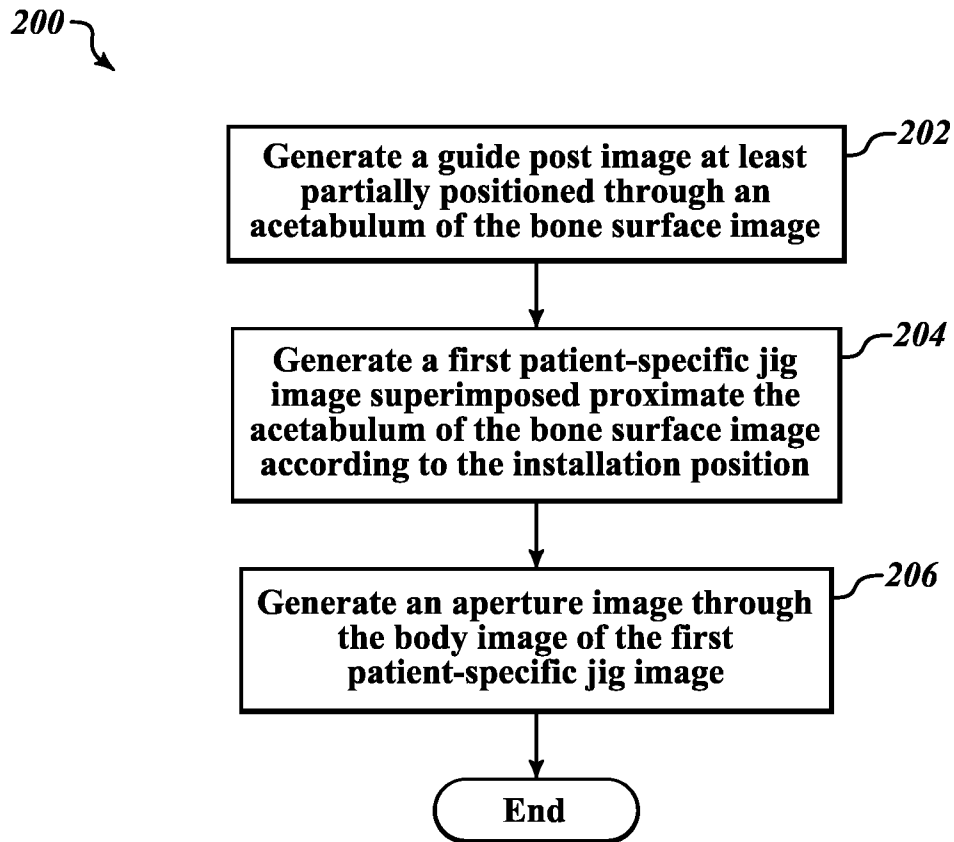 200
202
Generate a guide post image at least
partially positioned through an
acetabulum of the bone surface image
204
Generate a first patient-specific jig
image superimposed proximate the
acetabulum of the bone surface image
according to the installation position
206
Generate an aperture image through
the body image of the first
patient-specific jig image
End